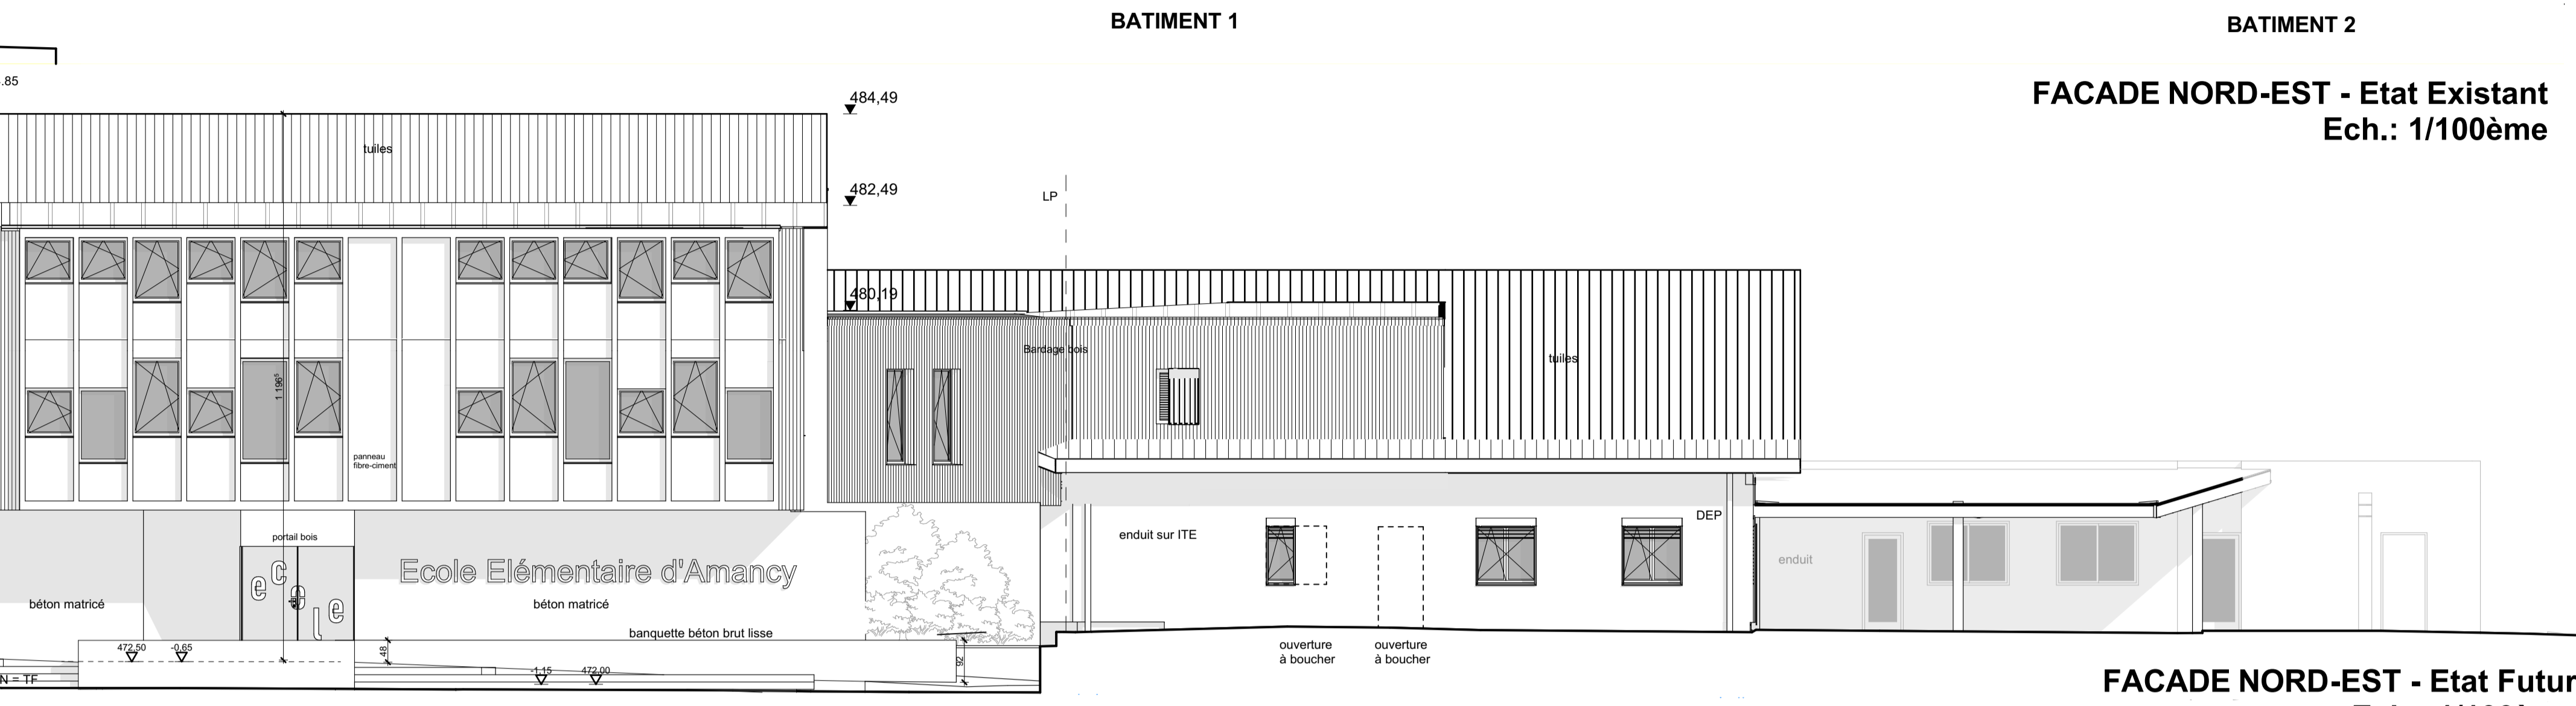 BATIMENT 1
BATIMENT 2
.85
FACADE NORD-EST - Etat Existant
Ech.: 1/100ème
484,49
tuiles
482,49
LP
480,19
Bardage bois
tuiles
1 196⁵
panneau
fibre-ciment
DEP
portail bois
enduit sur ITE
enduit
Ecole Elémentaire d'Amancy
e c o l e
béton matricé
béton matricé
banquette béton brut lisse
472,50
-0.65
48
92
ouverture
à boucher
ouverture
à boucher
-1,15
472,00
N = TF
FACADE NORD-EST - Etat Futur